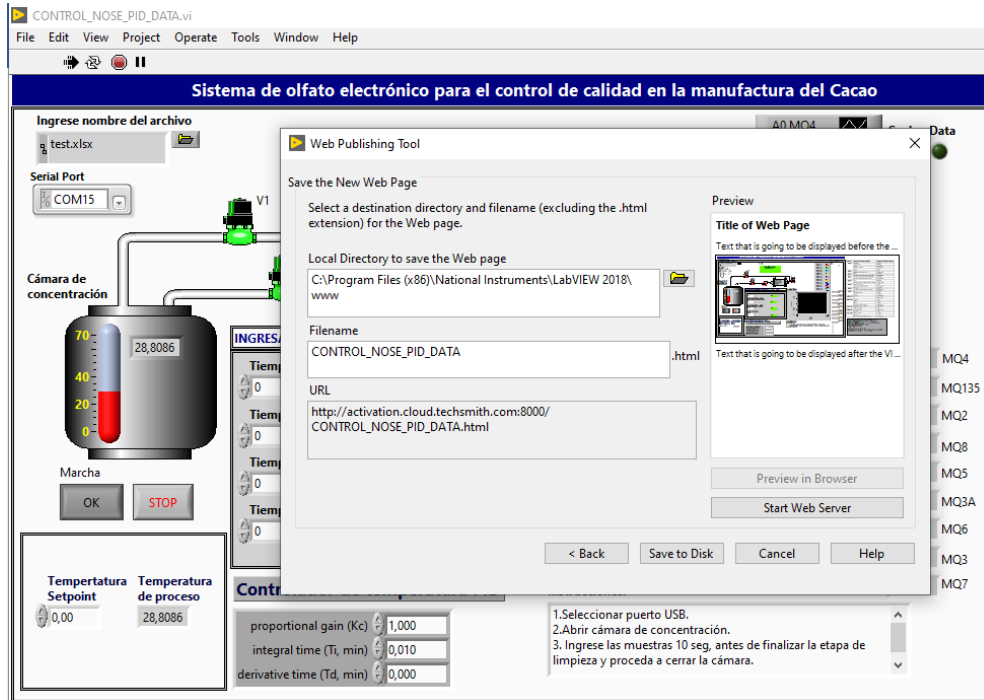 CONTROL_NOSE_PID_DATA.vi
File Edit View Project Operate Tools Window Help
Sistema de olfato electrónico para el control de calidad en la manufactura del Cacao
Ingrese nombre del archivo
test.xlsx
Serial Port
COM15
V1
A0 MQ4
Data
Cámara de
concentración
70
40
20
0
28,8086
Marcha
OK STOP
Tempertatura Temperatura
Setpoint de proceso
0,00 28,8086
INGRESA
Tiem
0
Tiem
0
Tiem
0
Tiem
0
Web Publishing Tool
Save the New Web Page
Select a destination directory and filename (excluding the .html
extension) for the Web page.
Local Directory to save the Web page
C:\Program Files (x86)\National Instruments\LabVIEW 2018\
www
Filename
CONTROL_NOSE_PID_DATA .html
URL
http://activation.cloud.techsmith.com:8000/
CONTROL_NOSE_PID_DATA.html
Preview
Title of Web Page
Text that is going to be displayed before the ...
Text that is going to be displayed after the VI ...
Preview in Browser
Start Web Server
< Back Save to Disk Cancel Help
MQ4
MQ135
MQ2
MQ8
MQ5
MQ3A
MQ6
MQ3
MQ7
proportional gain (Kc) 1,000
integral time (Ti, min) 0,010
derivative time (Td, min) 0,000
1.Seleccionar puerto USB.
2.Abrir cámara de concentración.
3. Ingrese las muestras 10 seg, antes de finalizar la etapa de
limpieza y proceda a cerrar la cámara.